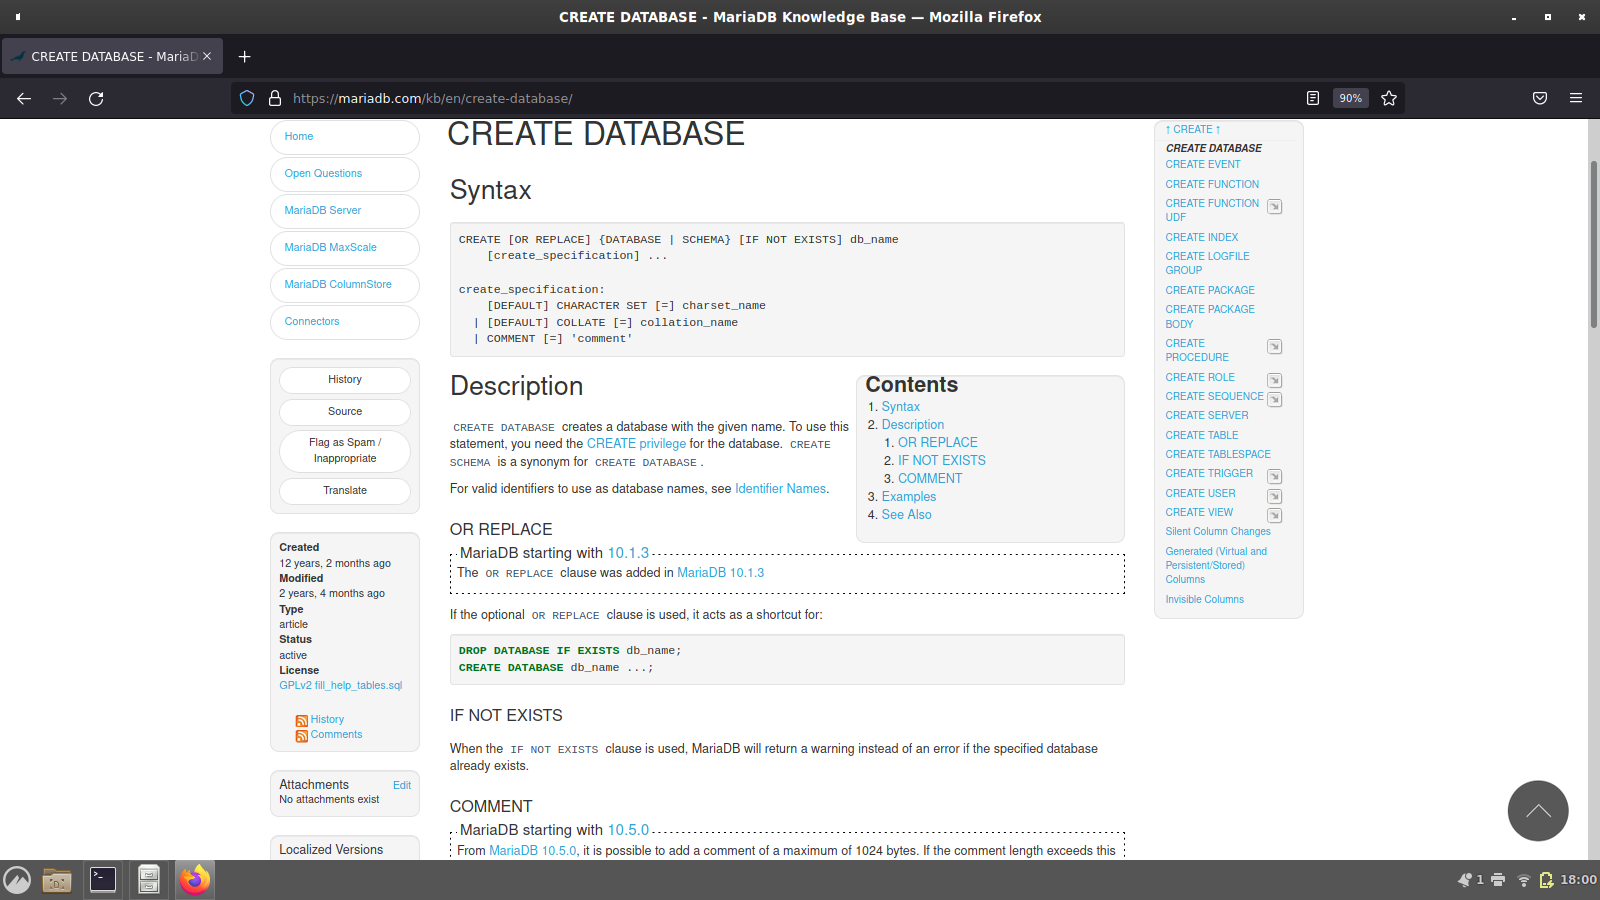 CREATE DATABASE - MariaDB Knowledge Base — Mozilla Firefox
CREATE DATABASE - MariaD
https://mariadb.com/kb/en/create-database/
90%
Home
Open Questions
MariaDB Server
MariaDB MaxScale
MariaDB ColumnStore
Connectors
History
Source
Flag as Spam /
Inappropriate
Translate
Created
12 years, 2 months ago
Modified
2 years, 4 months ago
Type
article
Status
active
License
GPLv2 fill_help_tables.sql
History
Comments
Attachments
Edit
No attachments exist
Localized Versions
CREATE DATABASE
Syntax
CREATE [OR REPLACE] {DATABASE | SCHEMA} [IF NOT EXISTS] db_name
[create_specification] ...
create_specification:
[DEFAULT] CHARACTER SET [=] charset_name
| [DEFAULT] COLLATE [=] collation_name
| COMMENT [=] 'comment'
Description
CREATE DATABASE creates a database with the given name. To use this
statement, you need the CREATE privilege for the database. CREATE
SCHEMA is a synonym for CREATE DATABASE.
For valid identifiers to use as database names, see Identifier Names.
Contents
1. Syntax
2. Description
1. OR REPLACE
2. IF NOT EXISTS
3. COMMENT
3. Examples
4. See Also
OR REPLACE
MariaDB starting with 10.1.3
The OR REPLACE clause was added in MariaDB 10.1.3
If the optional OR REPLACE clause is used, it acts as a shortcut for:
DROP DATABASE IF EXISTS db_name;
CREATE DATABASE db_name ...;
IF NOT EXISTS
When the IF NOT EXISTS clause is used, MariaDB will return a warning instead of an error if the specified database
already exists.
COMMENT
MariaDB starting with 10.5.0
From MariaDB 10.5.0, it is possible to add a comment of a maximum of 1024 bytes. If the comment length exceeds this
↑ CREATE ↑
CREATE DATABASE
CREATE EVENT
CREATE FUNCTION
CREATE FUNCTION
UDF
CREATE INDEX
CREATE LOGFILE
GROUP
CREATE PACKAGE
CREATE PACKAGE
BODY
CREATE
PROCEDURE
CREATE ROLE
CREATE SEQUENCE
CREATE SERVER
CREATE TABLE
CREATE TABLESPACE
CREATE TRIGGER
CREATE USER
CREATE VIEW
Silent Column Changes
Generated (Virtual and
Persistent/Stored)
Columns
Invisible Columns
1
18:00